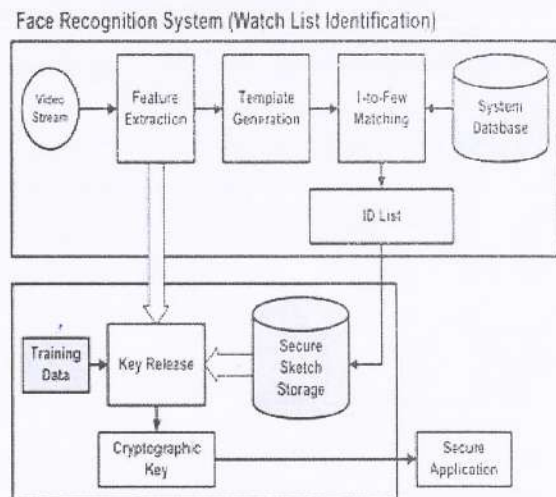 Face Recognition System (Watch List Identification)
Video
Stream
Feature
Extraction
Template
Generation
1-to-Few
Matching
System
Database
ID List
Training
Data
Key Release
Secure
Sketch
Storage
Cryptographic
Key
Secure
Application